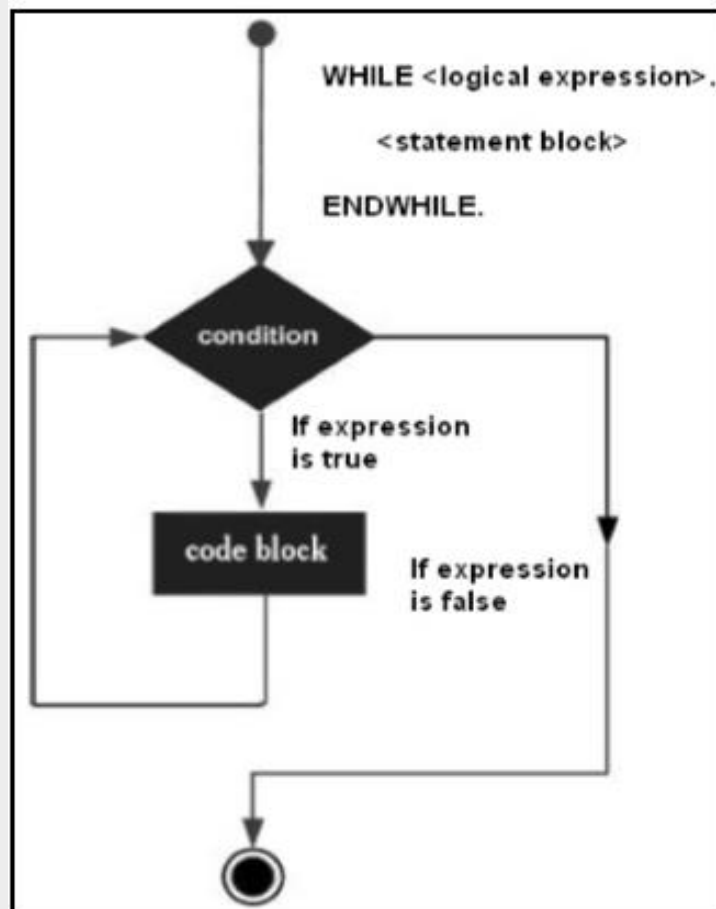 WHILE <logical expression>.
<statement block>
ENDWHILE.
condition
If expression
is true
code block
If expression
is false